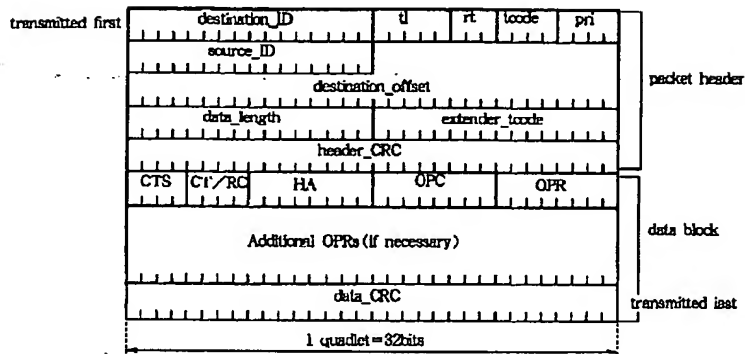 transmitted first
destination_ID tl rt tcode pri
source_ID
destination_offset
packet header
data_length extender_tcode
header_CRC
CTS CT/RC HA OPC OPR
Additional OPRs (if necessary)
data block
data_CRC
transmitted last
1 quadlet = 32bits